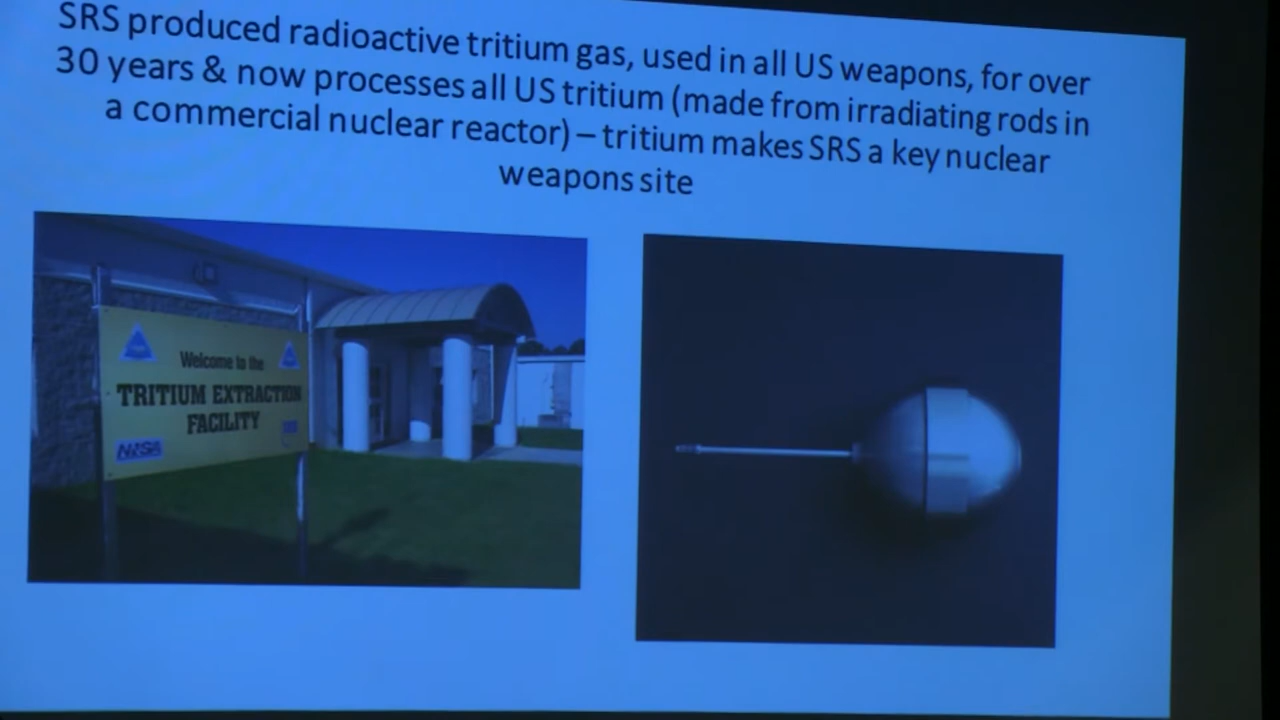 SRS produced radioactive tritium gas, used in all US weapons, for over
30 years & now processes all US tritium (made from irradiating rods in
a commercial nuclear reactor) – tritium makes SRS a key nuclear
weapons site
Welcome to the
TRITIUM EXTRACTION
FACILITY
NNSA